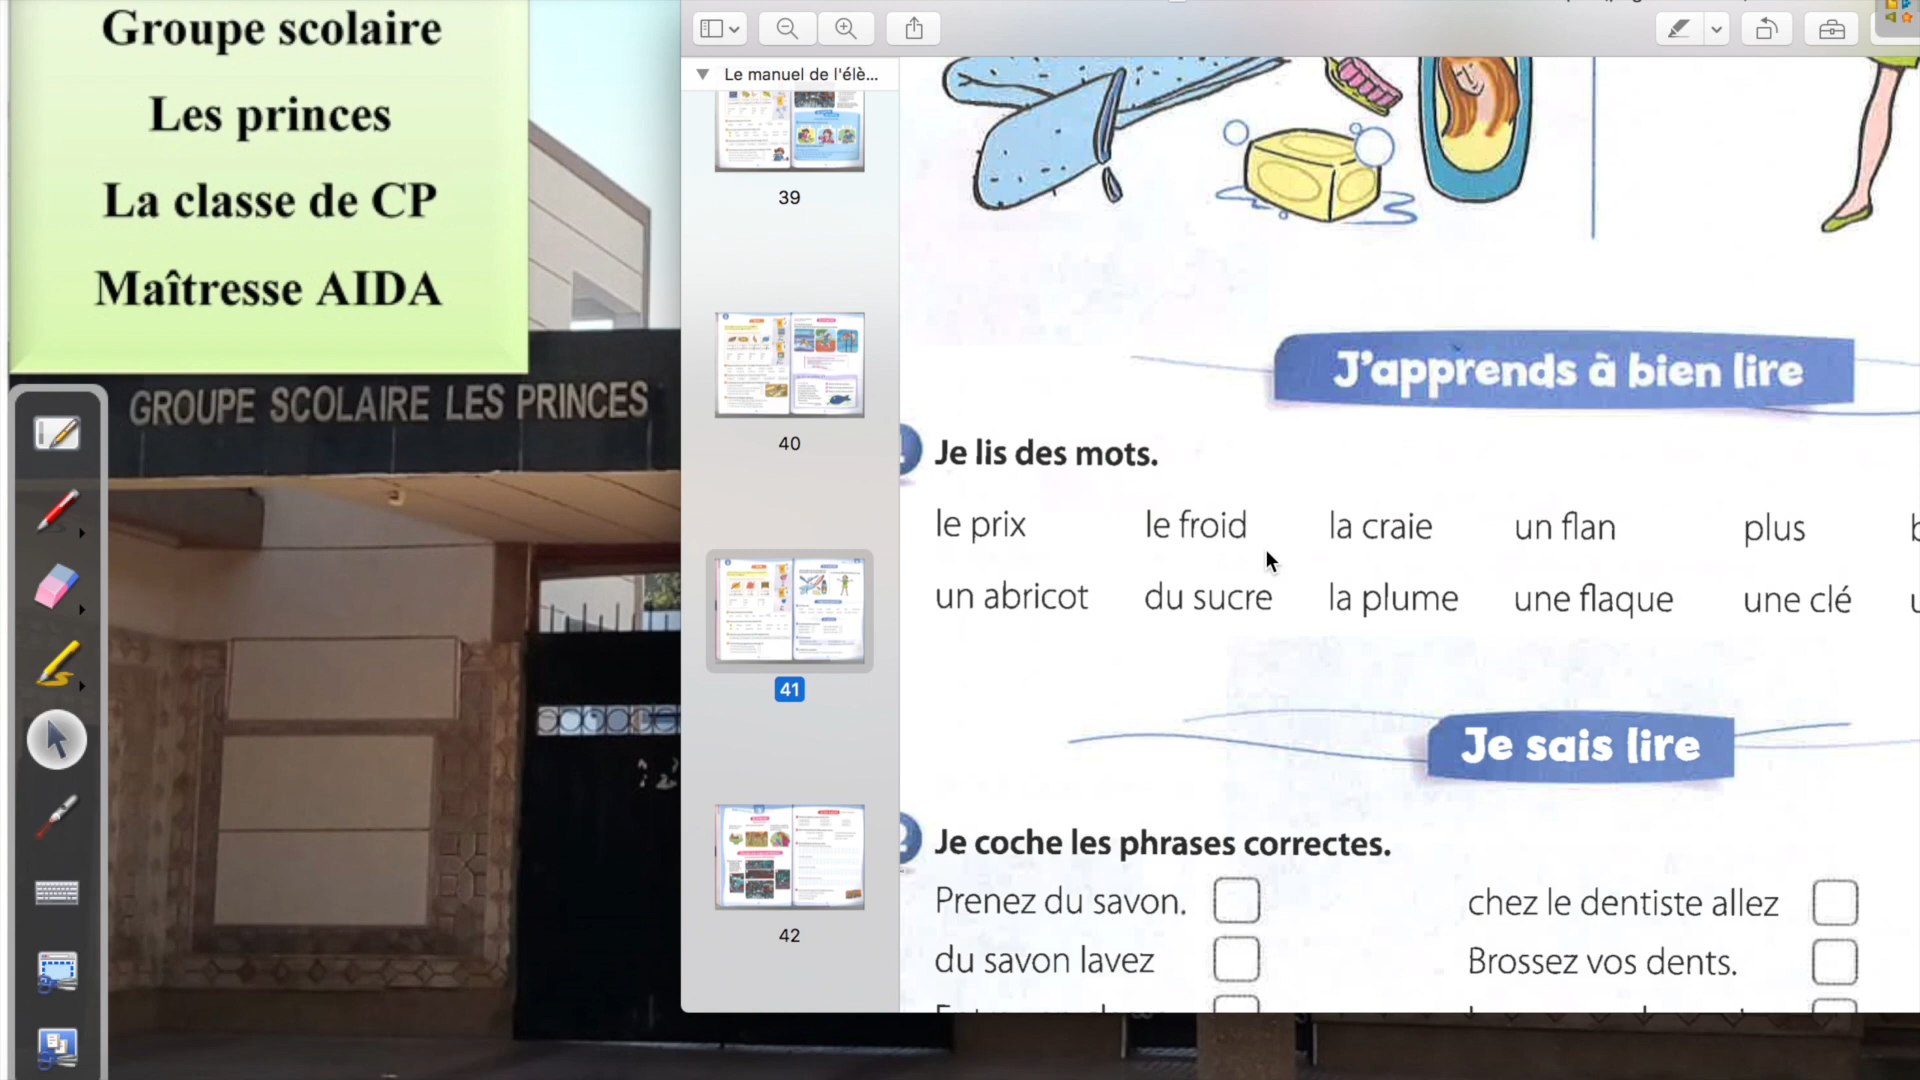 Groupe scolaire
Les princes
La classe de CP
Maîtresse AIDA
GROUPE SCOLAIRE LES PRINCES
Le manuel de l'élè...
39
40
41
42
J'apprends à bien lire
Je lis des mots.
le prix le froid la craie un flan plus
un abricot du sucre la plume une flaque une clé
Je sais lire
2 Je coche les phrases correctes.
Prenez du savon. chez le dentiste allez
du savon lavez Brossez vos dents.